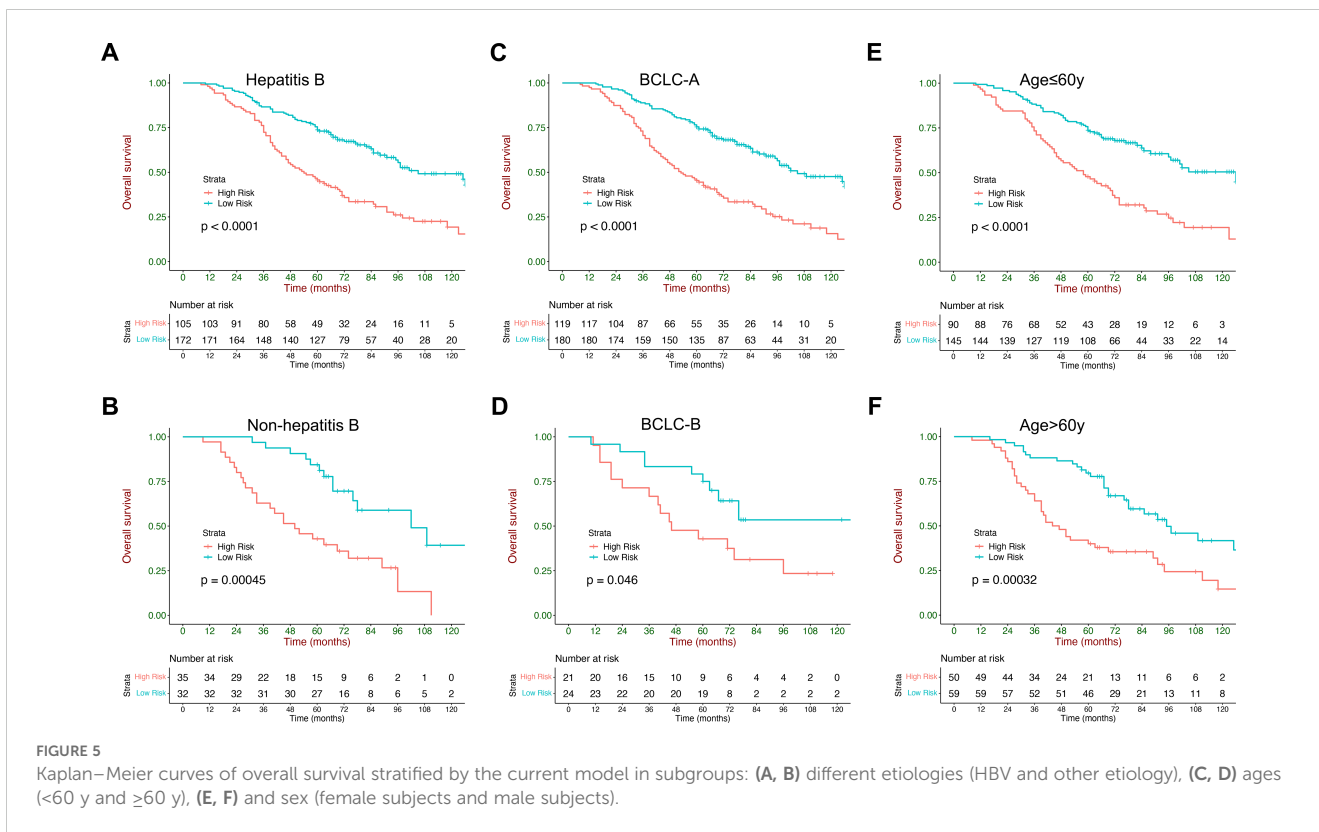 A
Hepatitis B
1.00
0.75
0.50
0.25
0.00
Overall survival
Strata
High Risk
Low Risk
p < 0.0001
0 12 24 36 48 60 72 84 96 108 120
Time (months)
Number at risk
Strata
High Risk 105 103 91 80 58 49 32 24 16 11 5
Low Risk 172 171 164 148 140 127 79 57 40 28 20
0 12 24 36 48 60 72 84 96 108 120
Time (months)
C
BCLC-A
1.00
0.75
0.50
0.25
0.00
Overall survival
Strata
High Risk
Low Risk
p < 0.0001
0 12 24 36 48 60 72 84 96 108 120
Time (months)
Number at risk
Strata
High Risk 119 117 104 87 66 55 35 26 14 10 5
Low Risk 180 180 174 159 150 135 87 63 44 31 20
0 12 24 36 48 60 72 84 96 108 120
Time (months)
E
Age≤60y
1.00
0.75
0.50
0.25
0.00
Overall survival
Strata
High Risk
Low Risk
p < 0.0001
0 12 24 36 48 60 72 84 96 108 120
Time (months)
Number at risk
Strata
High Risk 90 88 76 68 52 43 28 19 12 6 3
Low Risk 145 144 139 127 119 108 66 44 33 22 14
0 12 24 36 48 60 72 84 96 108 120
Time (months)
B
Non-hepatitis B
1.00
0.75
0.50
0.25
0.00
Overall survival
Strata
High Risk
Low Risk
p = 0.00045
0 12 24 36 48 60 72 84 96 108 120
Time (months)
Number at risk
Strata
High Risk 35 34 29 22 18 15 9 6 2 1 0
Low Risk 32 32 32 31 30 27 16 8 6 5 2
0 12 24 36 48 60 72 84 96 108 120
Time (months)
D
BCLC-B
1.00
0.75
0.50
0.25
0.00
Overall survival
Strata
High Risk
Low Risk
p = 0.046
0 12 24 36 48 60 72 84 96 108 120
Time (months)
Number at risk
Strata
High Risk 21 20 16 15 10 9 6 4 4 2 0
Low Risk 24 23 22 20 20 19 8 2 2 2 2
0 12 24 36 48 60 72 84 96 108 120
Time (months)
F
Age>60y
1.00
0.75
0.50
0.25
0.00
Overall survival
Strata
High Risk
Low Risk
p = 0.00032
0 12 24 36 48 60 72 84 96 108 120
Time (months)
Number at risk
Strata
High Risk 50 49 44 34 24 21 13 11 6 6 2
Low Risk 59 59 57 52 51 46 29 21 13 11 8
0 12 24 36 48 60 72 84 96 108 120
Time (months)
FIGURE 5
Kaplan−Meier curves of overall survival stratified by the current model in subgroups: (A, B) different etiologies (HBV and other etiology), (C, D) ages
(<60 y and ≥60 y), (E, F) and sex (female subjects and male subjects).